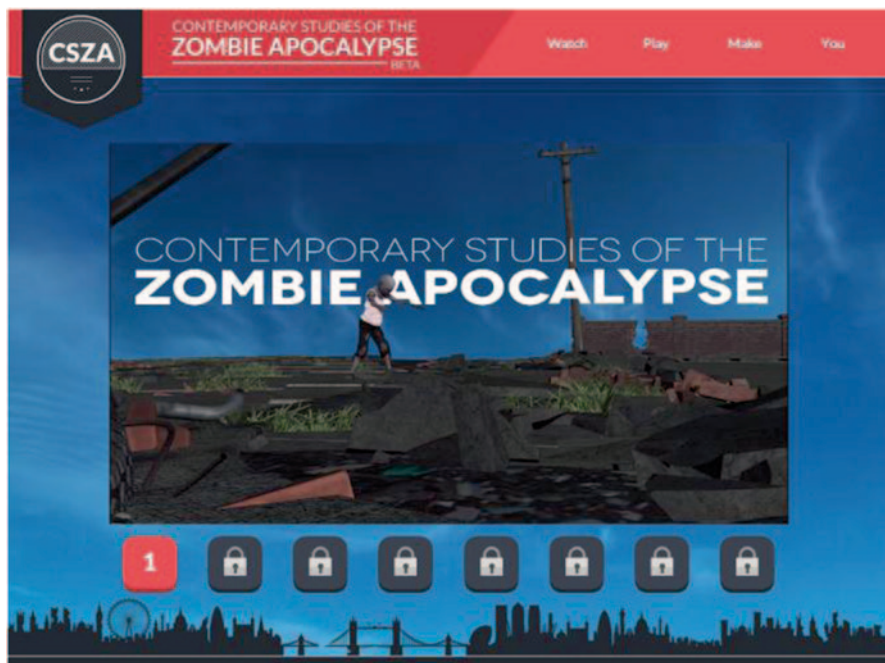 CSZA
CONTEMPORARY STUDIES OF THE
ZOMBIE APOCALYPSE
BETA
Watch Play Make You
CONTEMPORARY STUDIES OF THE
ZOMBIE APOCALYPSE
1